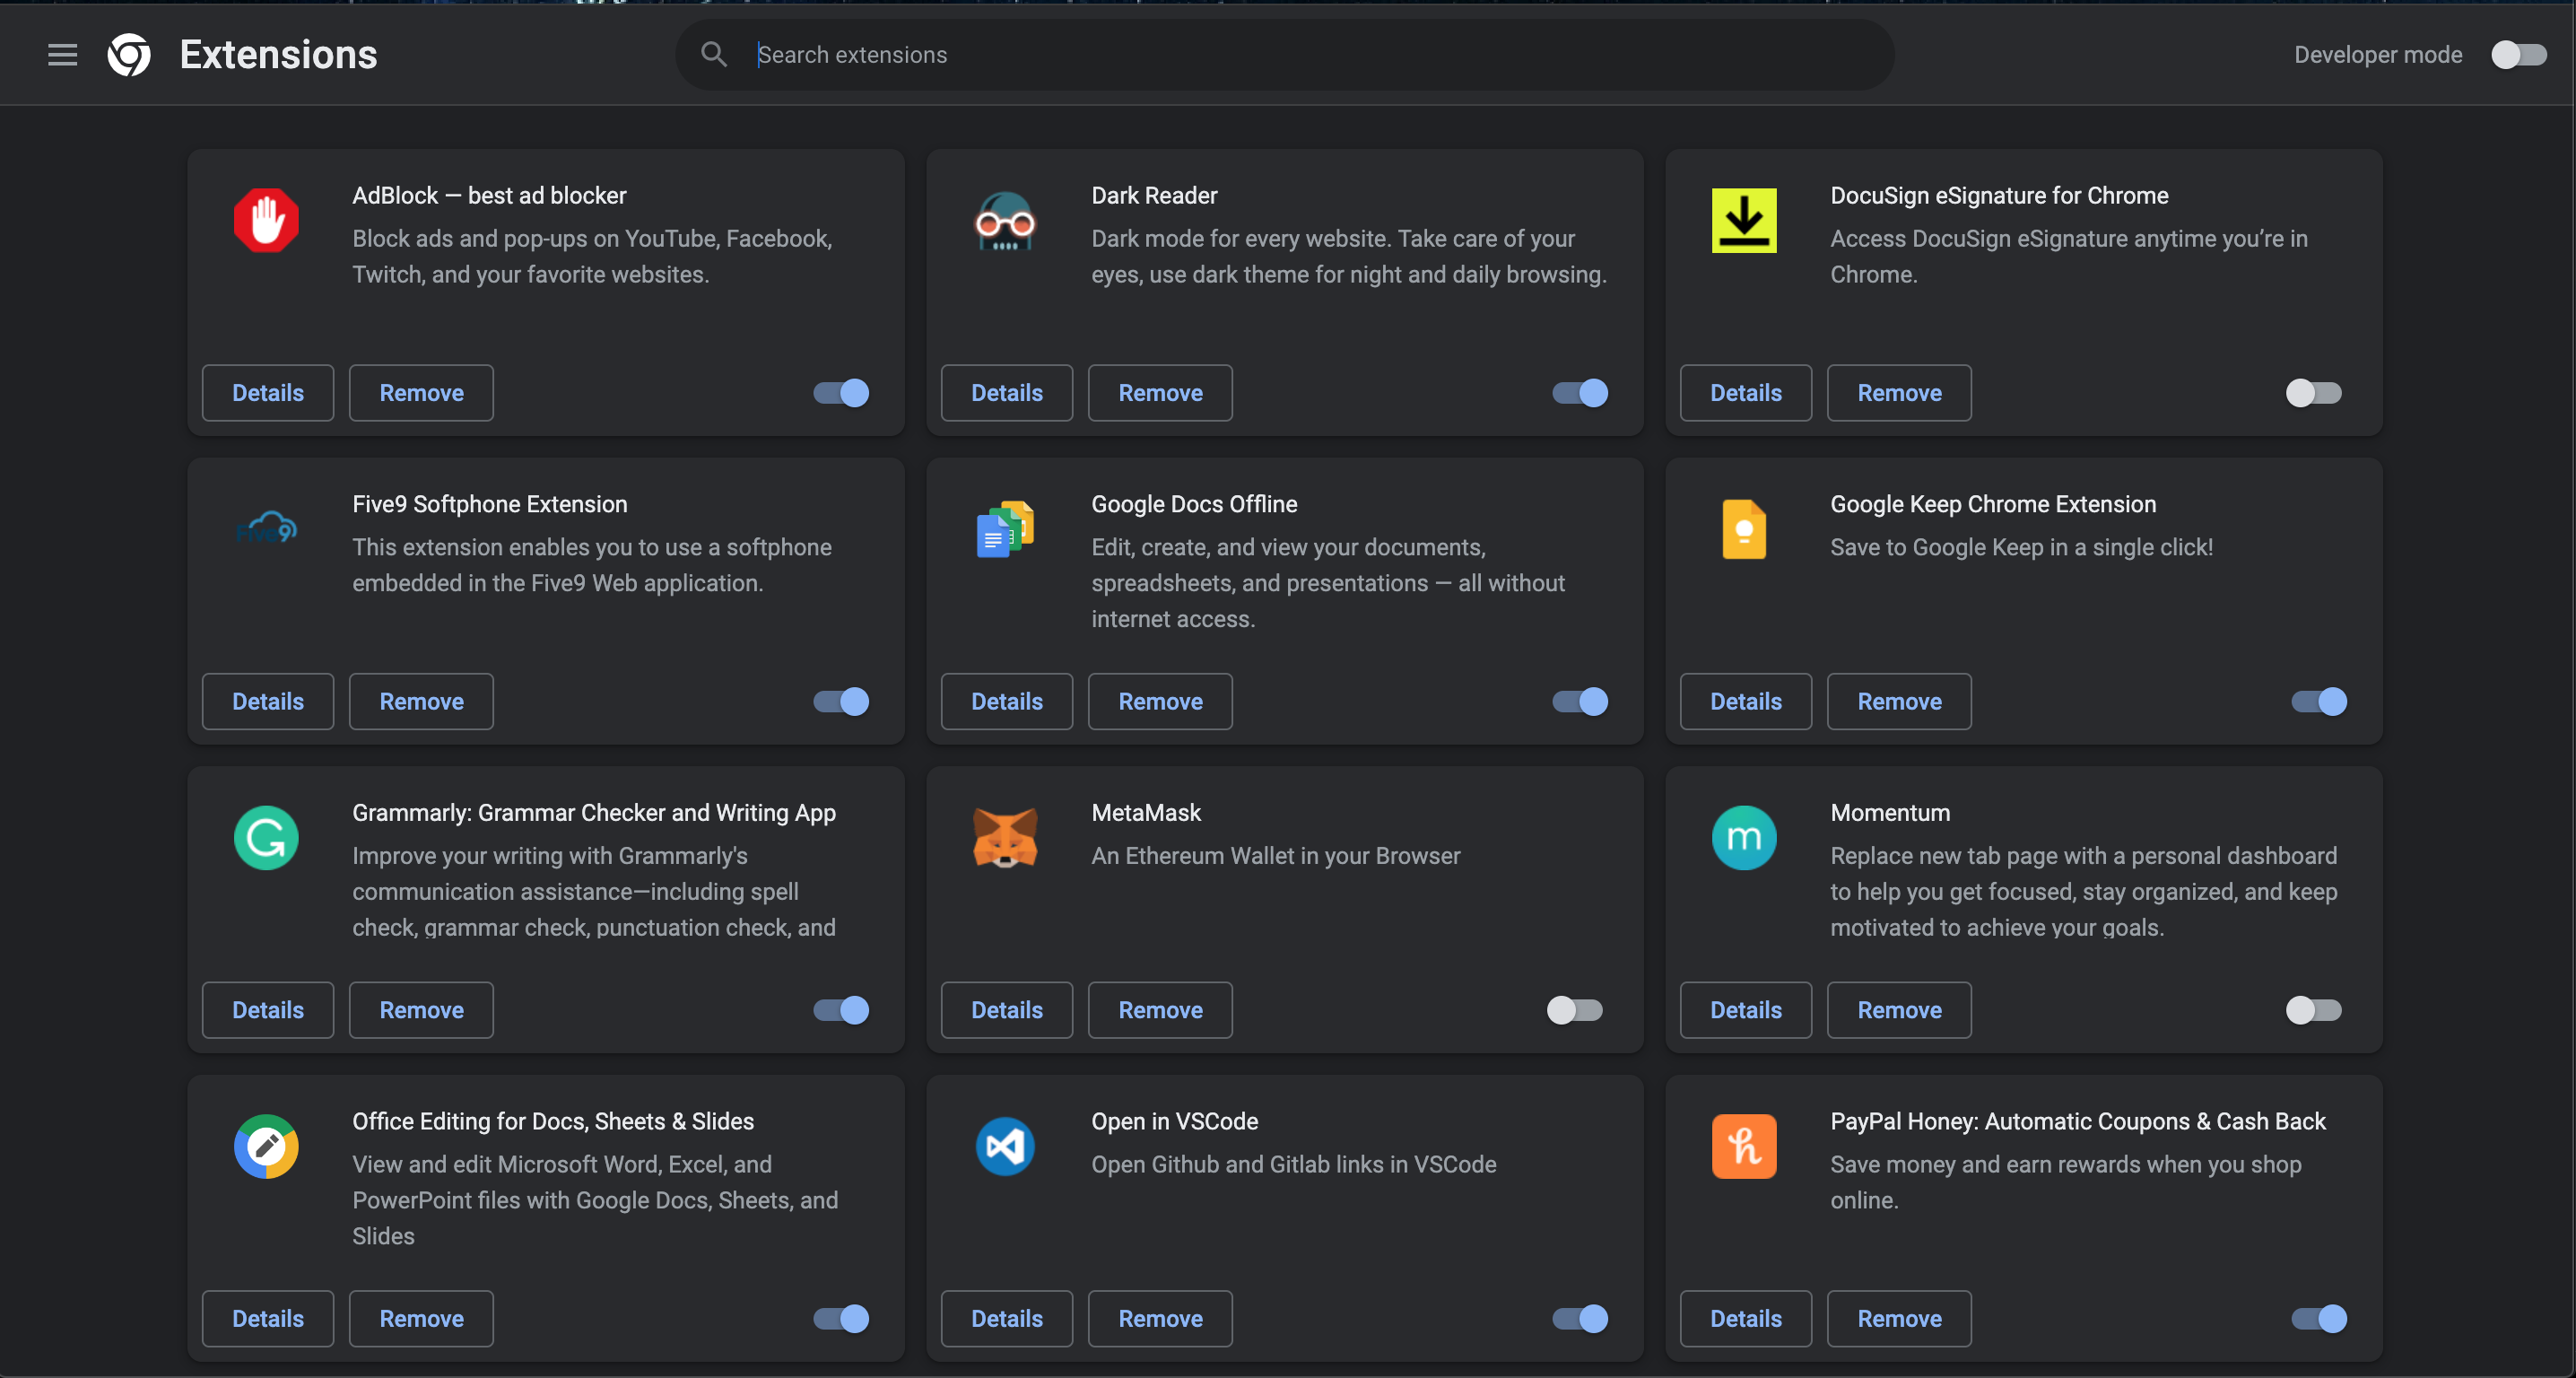 Extensions
Search extensions
Developer mode
AdBlock — best ad blocker
Block ads and pop-ups on YouTube, Facebook,
Twitch, and your favorite websites.
Details
Remove
Dark Reader
Dark mode for every website. Take care of your
eyes, use dark theme for night and daily browsing.
Details
Remove
DocuSign eSignature for Chrome
Access DocuSign eSignature anytime you’re in
Chrome.
Details
Remove
Five9
Five9 Softphone Extension
This extension enables you to use a softphone
embedded in the Five9 Web application.
Details
Remove
Google Docs Offline
Edit, create, and view your documents,
spreadsheets, and presentations — all without
internet access.
Details
Remove
Google Keep Chrome Extension
Save to Google Keep in a single click!
Details
Remove
G
Grammarly: Grammar Checker and Writing App
Improve your writing with Grammarly's
communication assistance—including spell
check, grammar check, punctuation check, and
Details
Remove
MetaMask
An Ethereum Wallet in your Browser
Details
Remove
m
Momentum
Replace new tab page with a personal dashboard
to help you get focused, stay organized, and keep
motivated to achieve your goals.
Details
Remove
Office Editing for Docs, Sheets & Slides
View and edit Microsoft Word, Excel, and
PowerPoint files with Google Docs, Sheets, and
Slides
Details
Remove
Open in VSCode
Open Github and Gitlab links in VSCode
Details
Remove
h
PayPal Honey: Automatic Coupons & Cash Back
Save money and earn rewards when you shop
online.
Details
Remove